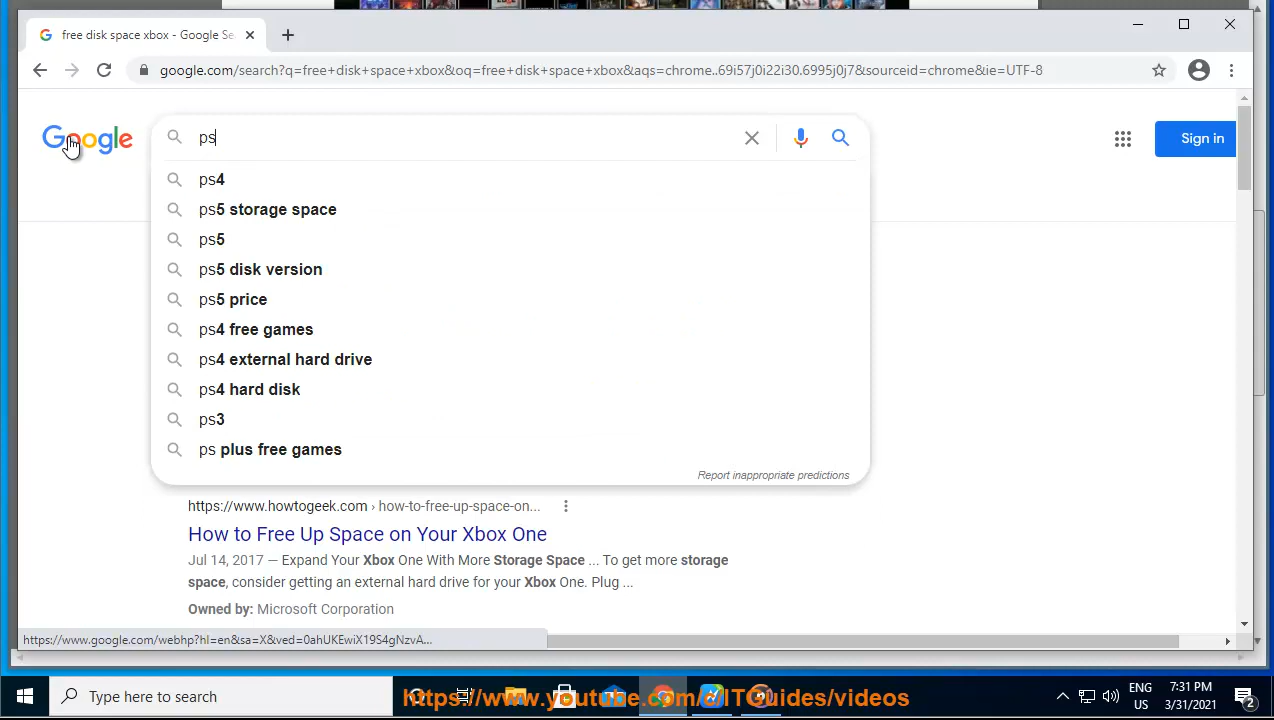 free disk space xbox - Google Se
google.com/search?q=free+disk+space+xbox&oq=free+disk+space+xbox&aqs=chrome..69i57j0i22i30.6995j0j7&sourceid=chrome&ie=UTF-8
Google
ps
Sign in
ps4
ps5 storage space
ps5
ps5 disk version
ps5 price
ps4 free games
ps4 external hard drive
ps4 hard disk
ps3
ps plus free games
Report inappropriate predictions
https://www.howtogeek.com › how-to-free-up-space-on...
How to Free Up Space on Your Xbox One
Jul 14, 2017 — Expand Your Xbox One With More Storage Space ... To get more storage
space, consider getting an external hard drive for your Xbox One. Plug ...
Owned by: Microsoft Corporation
https://www.google.com/webhp?hl=en&sa=X&ved=0ahUKEwiX19S4gNzvA...
Type here to search
https://www.youtube.com/c/ITGuides/videos
ENG
US
7:31 PM
3/31/2021
2